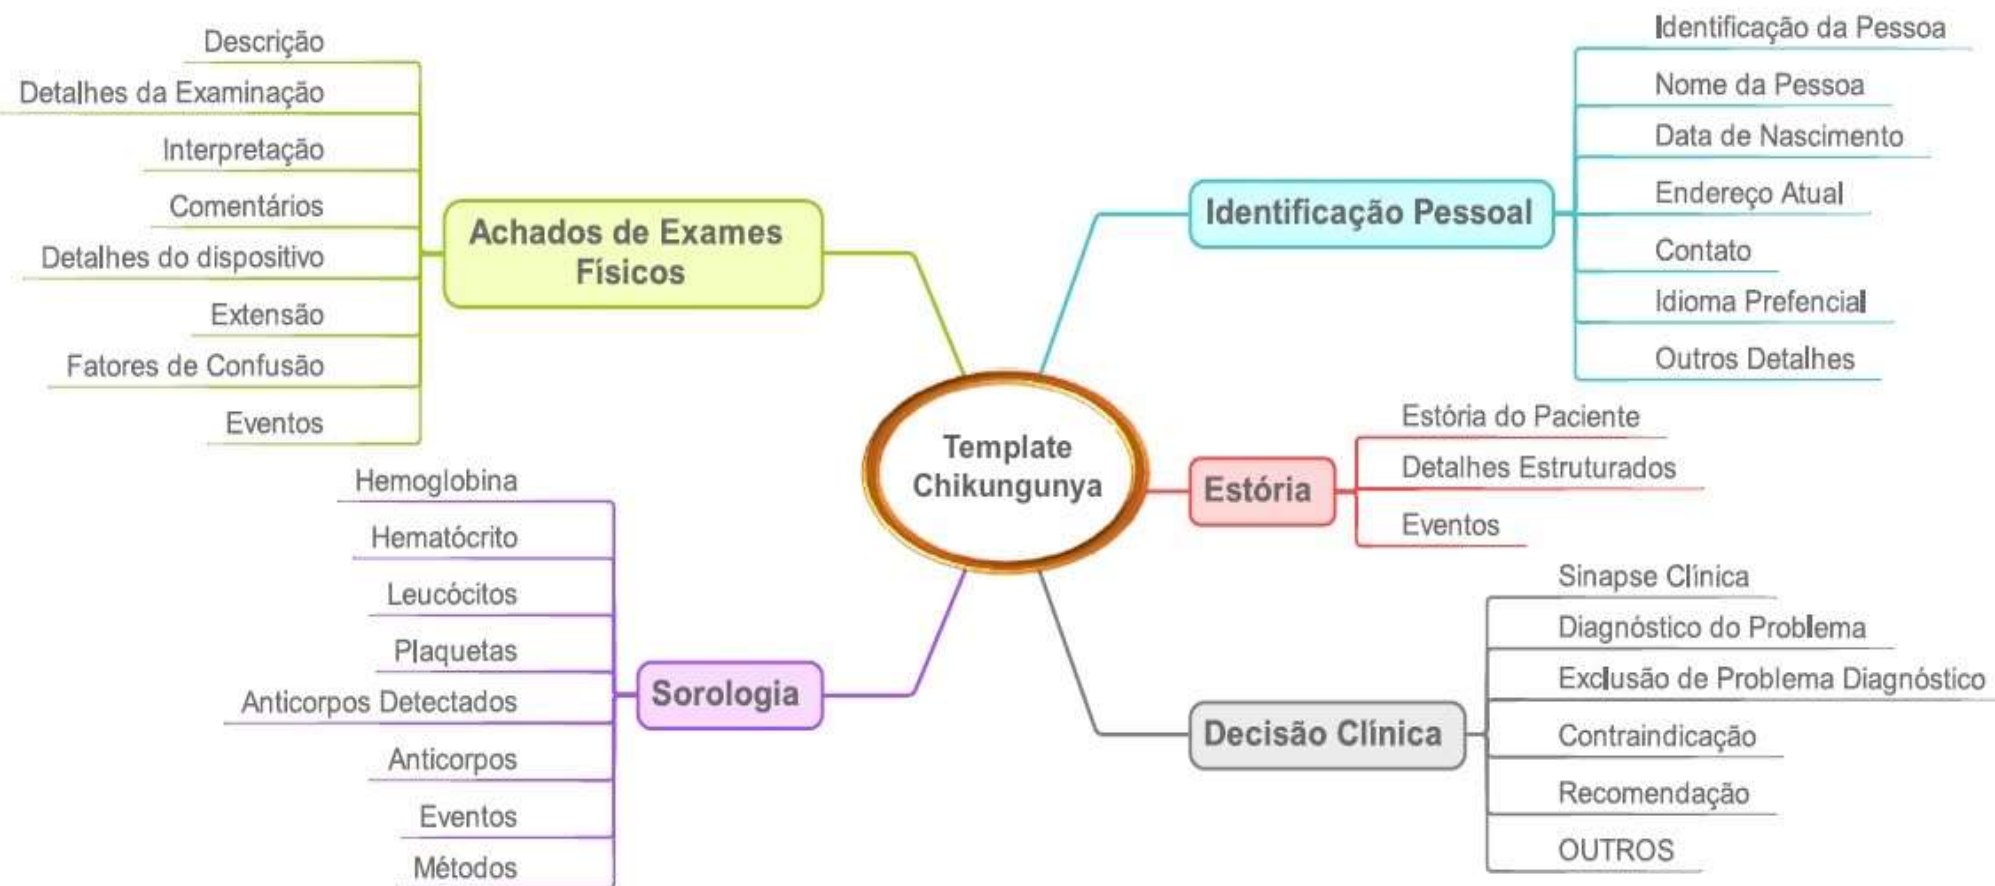 Descrição
Detalhes da Examinação
Interpretação
Comentários
Detalhes do dispositivo
Extensão
Fatores de Confusão
Eventos
Achados de Exames
Físicos
Hemoglobina
Hematócrito
Leucócitos
Plaquetas
Anticorpos Detectados
Anticorpos
Eventos
Métodos
Sorologia
Template
Chikungunya
Identificação Pessoal
Identificação da Pessoa
Nome da Pessoa
Data de Nascimento
Endereço Atual
Contato
Idioma Prefencial
Outros Detalhes
Estória
Estória do Paciente
Detalhes Estruturados
Eventos
Decisão Clínica
Sinapse Clínica
Diagnóstico do Problema
Exclusão de Problema Diagnóstico
Contraindicação
Recomendação
OUTROS